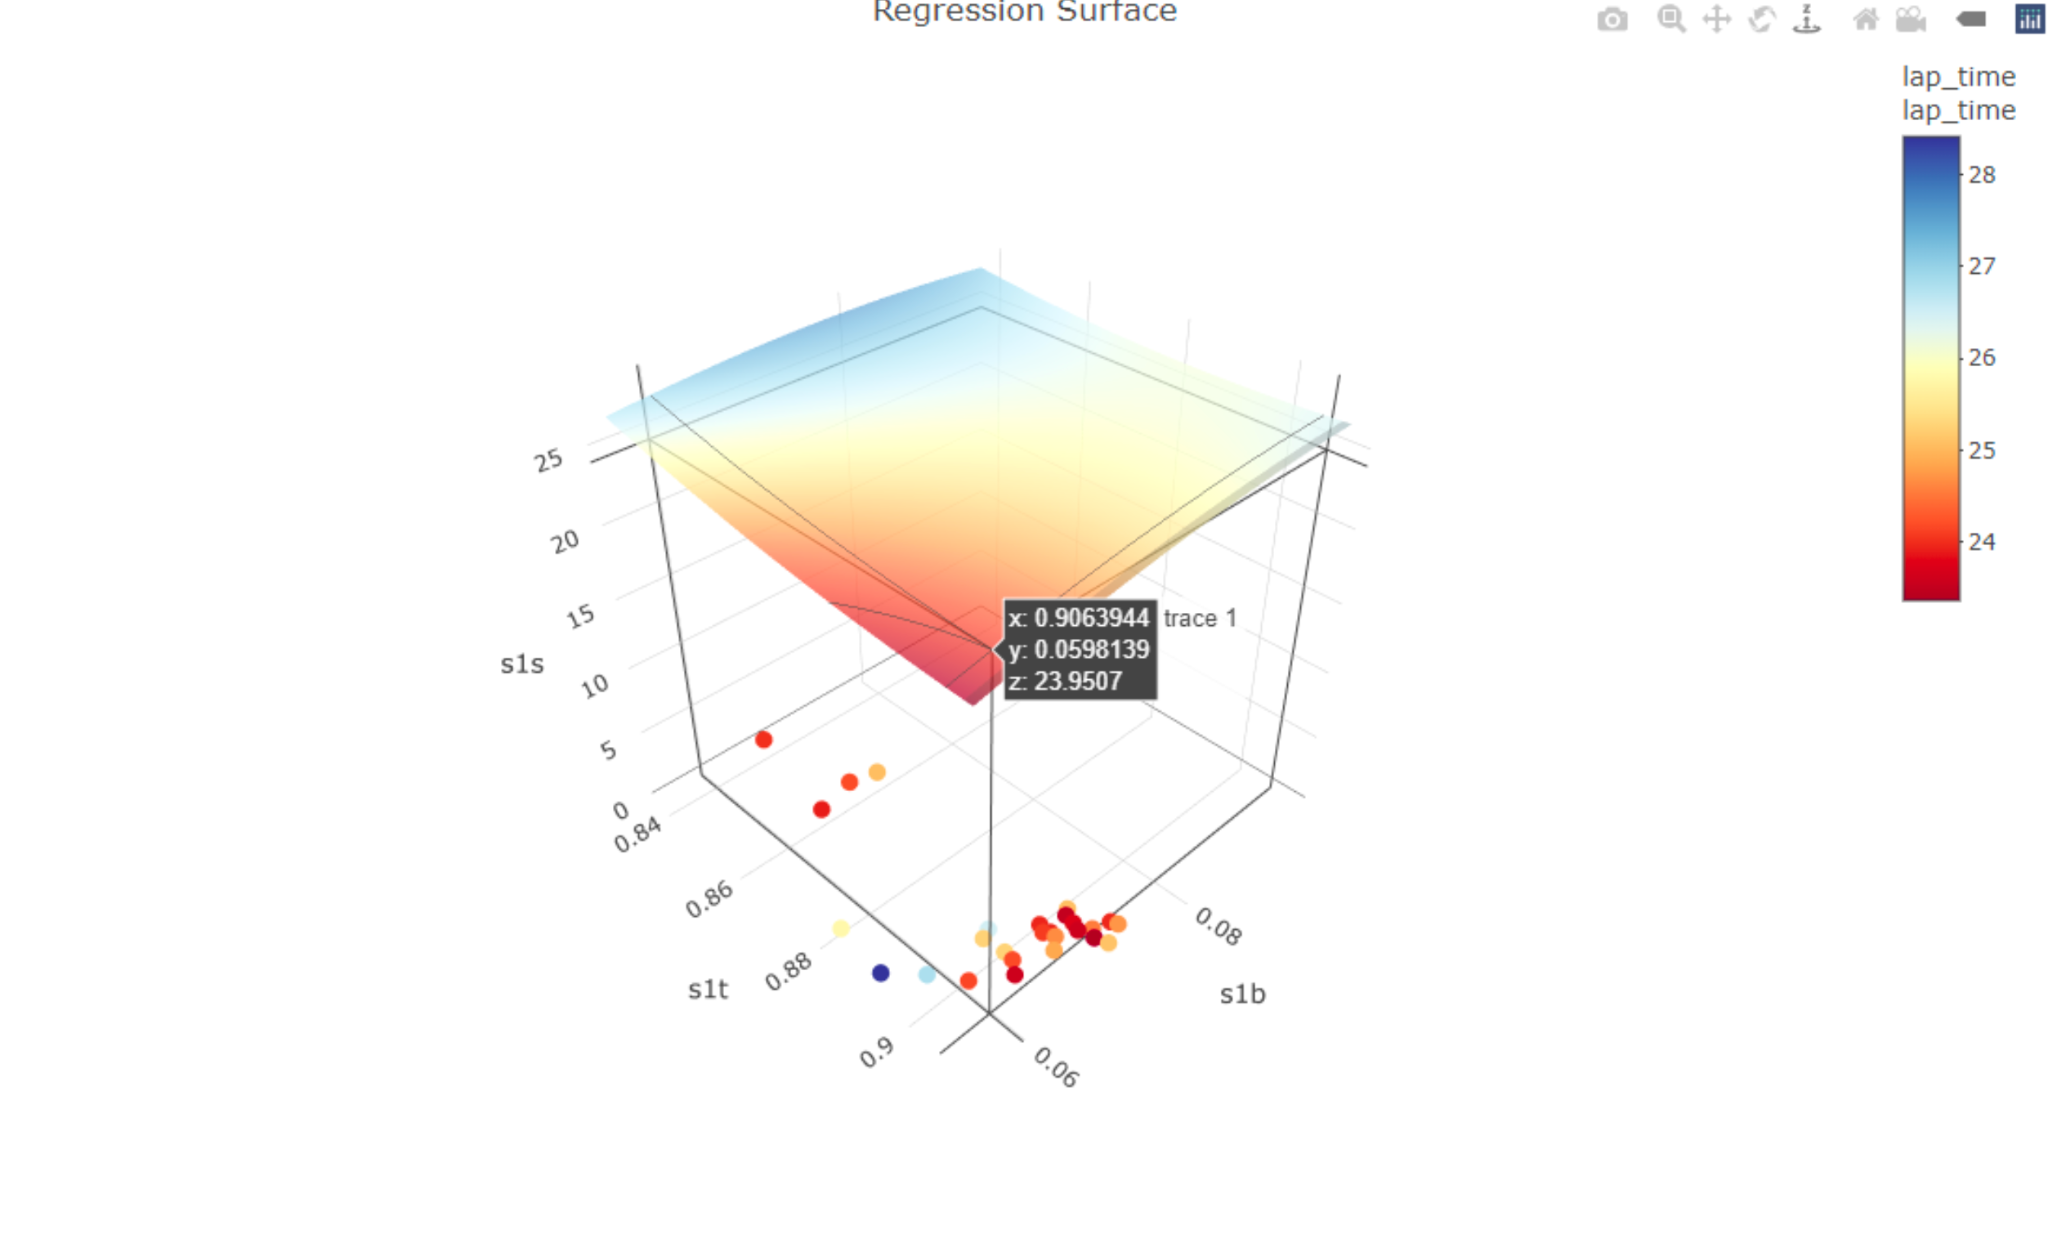 Regression Surface
lap_time
lap_time
28
27
26
25
24
25
20
15
10
5
0
s1s
x: 0.9063944
y: 0.0598139
z: 23.9507
trace 1
0.84
0.86
0.88
0.9
s1t
0.08
0.06
s1b
z